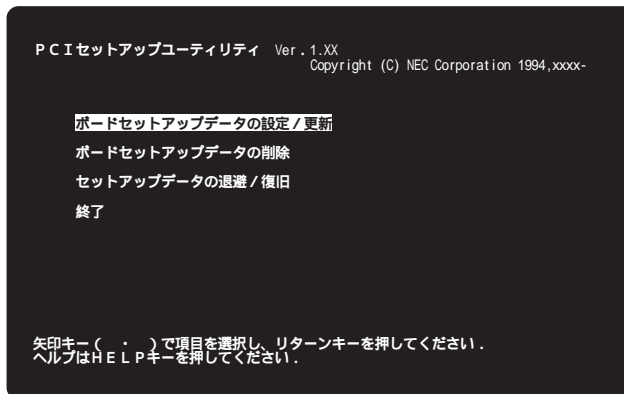 ＰＣＩセットアップユーティリティ Ver．1.XX
Copyright (C) NEC Corporation 1994,xxxx-
ボードセットアップデータの設定／更新
ボードセットアップデータの削除
セットアップデータの退避／復旧
終了
矢印キー（　・　）で項目を選択し、リターンキーを押してください．
ヘルプはＨＥＬＰキーを押してください．